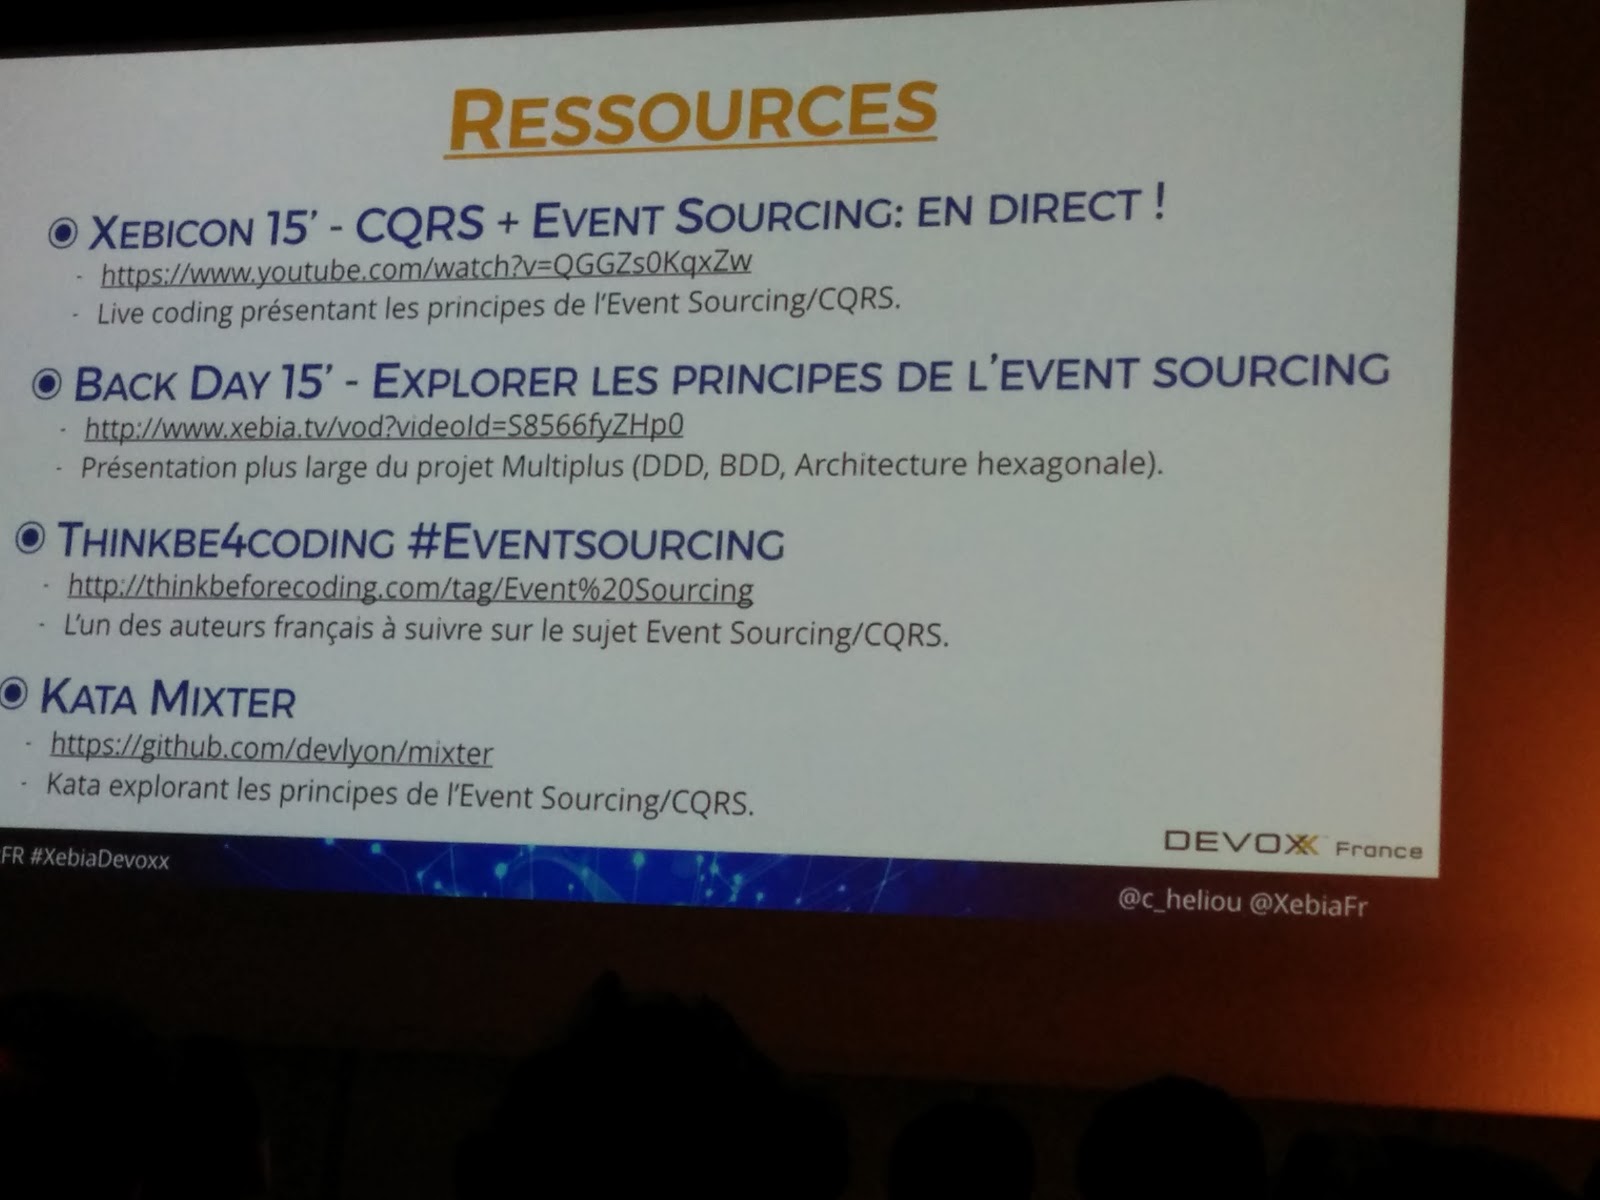 RESSOURCES
XEBICON 15' - CQRS + EVENT SOURCING: EN DIRECT !
- https://www.youtube.com/watch?v=QGGZs0KqxZw
- Live coding présentant les principes de l'Event Sourcing/CQRS.
BACK DAY 15' - EXPLORER LES PRINCIPES DE L'EVENT SOURCING
- http://www.xebia.tv/vod?videoId=S8566fyZHp0
- Présentation plus large du projet Multiplus (DDD, BDD, Architecture hexagonale).
THINKBE4CODING #EVENTSOURCING
- http://thinkbeforecoding.com/tag/Event%20Sourcing
- L'un des auteurs français à suivre sur le sujet Event Sourcing/CQRS.
KATA MIXTER
- https://github.com/devlyon/mixter
- Kata explorant les principes de l'Event Sourcing/CQRS.
DEVOXX France
FR #XebiaDevoxx
@c_heliou @XebiaFr